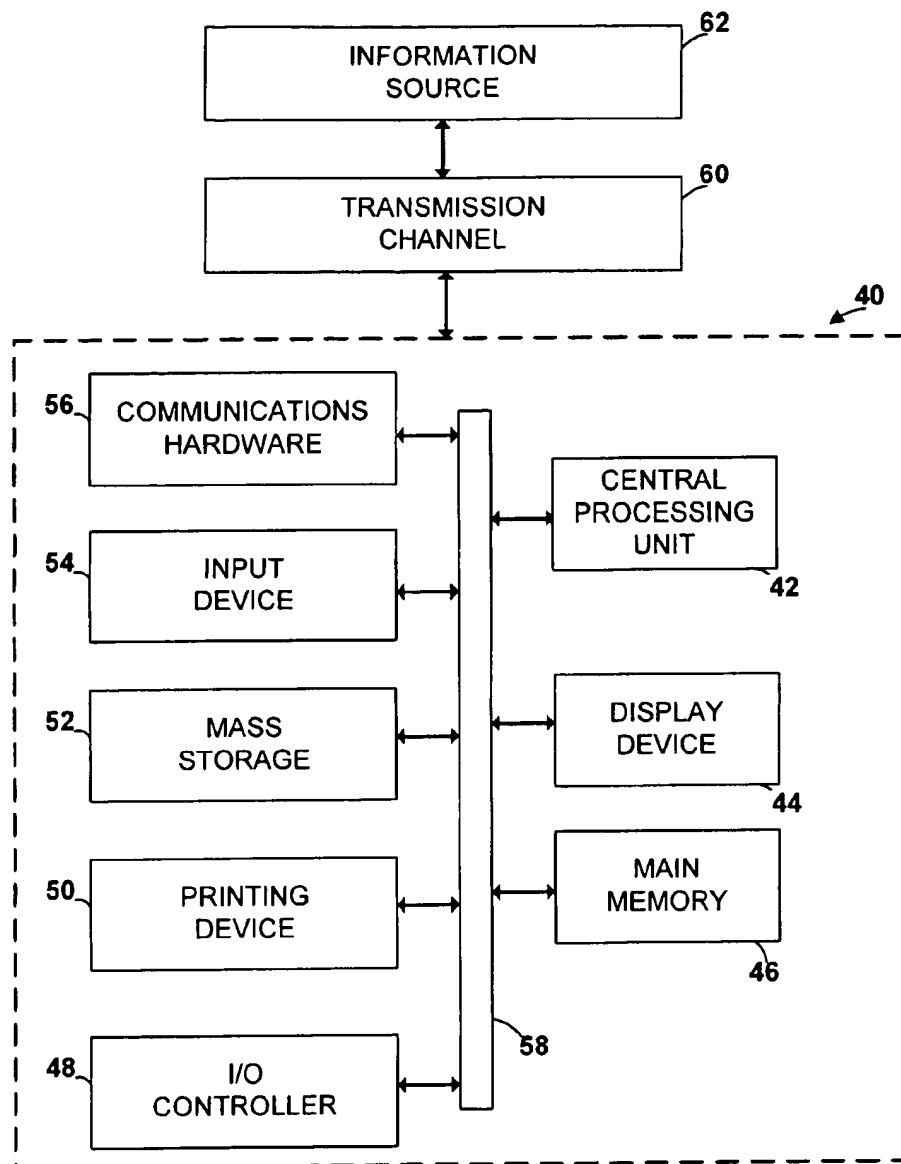 62
INFORMATION
SOURCE
60
TRANSMISSION
CHANNEL
40
56
COMMUNICATIONS
HARDWARE
CENTRAL
PROCESSING
UNIT
42
54
INPUT
DEVICE
52
MASS
STORAGE
DISPLAY
DEVICE
44
50
PRINTING
DEVICE
MAIN
MEMORY
46
58
48
I/O
CONTROLLER